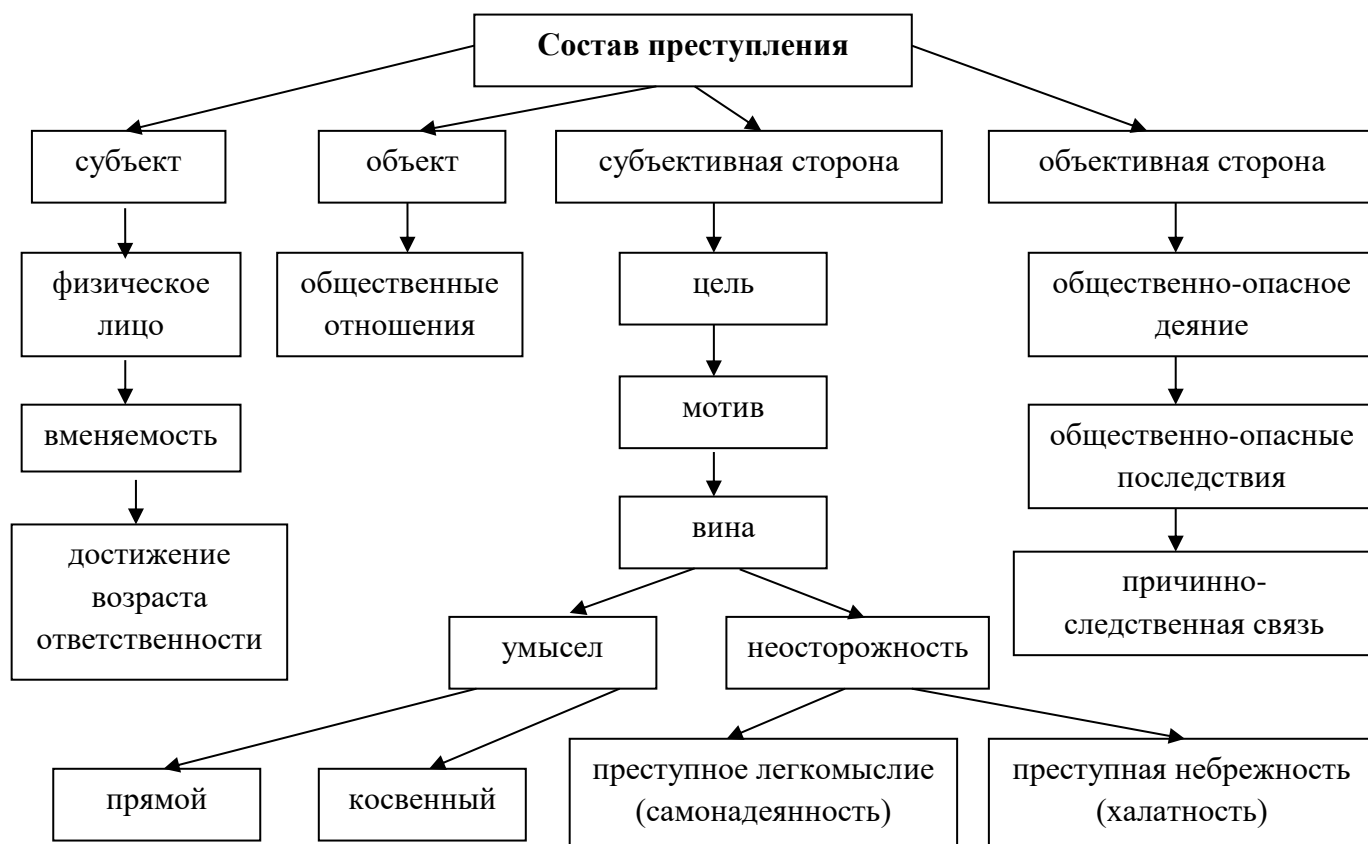 Состав преступления
субъект
объект
субъективная сторона
объективная сторона
физическое
лицо
общественные
отношения
цель
общественно-опасное
деяние
вменяемость
мотив
общественно-опасные
последствия
достижение
возраста
ответственности
вина
причинно-
следственная связь
умысел
неосторожность
прямой
косвенный
преступное легкомыслие
(самонадеянность)
преступная небрежность
(халатность)